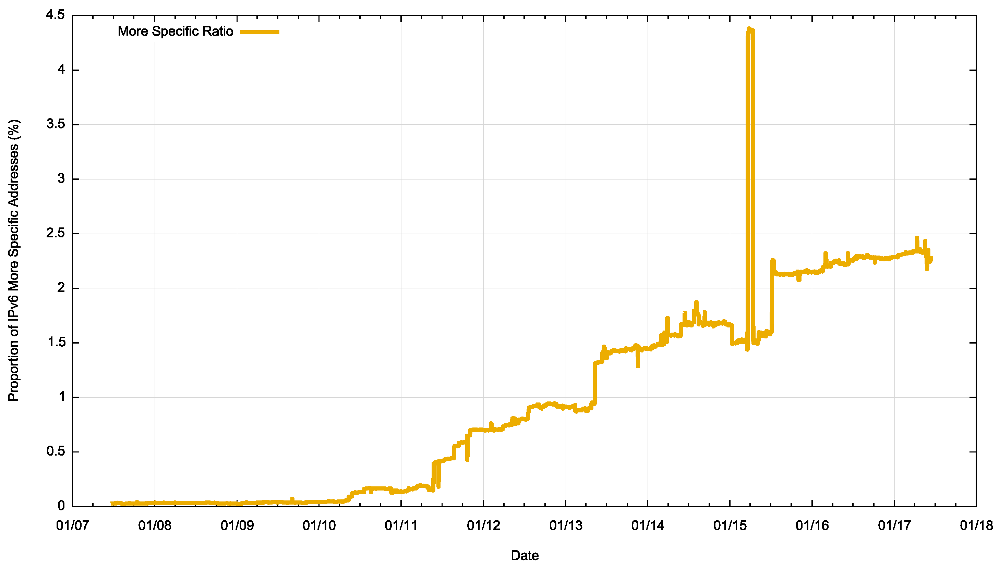 More Specific Ratio
4.5
4
3.5
3
2.5
2
1.5
1
0.5
0
Proportion of IPv6 More Specific Addresses (%)
01/07 01/08 01/09 01/10 01/11 01/12 01/13 01/14 01/15 01/16 01/17 01/18
Date